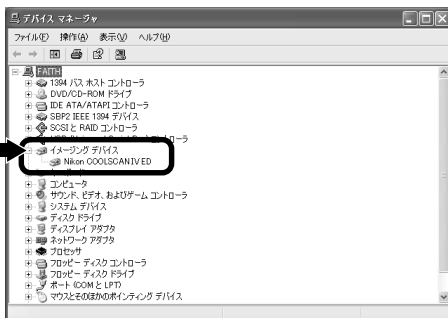 デバイス マネージャ
ファイル(F) 操作(A) 表示(V) ヘルプ(H)
FAITH
1394 バス ホスト コントローラ
DVD/CD-ROM ドライブ
IDE ATA/ATAPI コントローラ
SBP2 IEEE 1394 デバイス
SCSI と RAID コントローラ
イメージング デバイス
Nikon COOLSCAN IV ED
コンピュータ
サウンド、ビデオ、およびゲーム コントローラ
システム デバイス
ディスク ドライブ
ディスプレイ アダプタ
ネットワーク アダプタ
プロセッサ
フロッピー ディスク コントローラ
フロッピー ディスク ドライブ
ポート (COM と LPT)
マウスとそのほかのポインティング デバイス